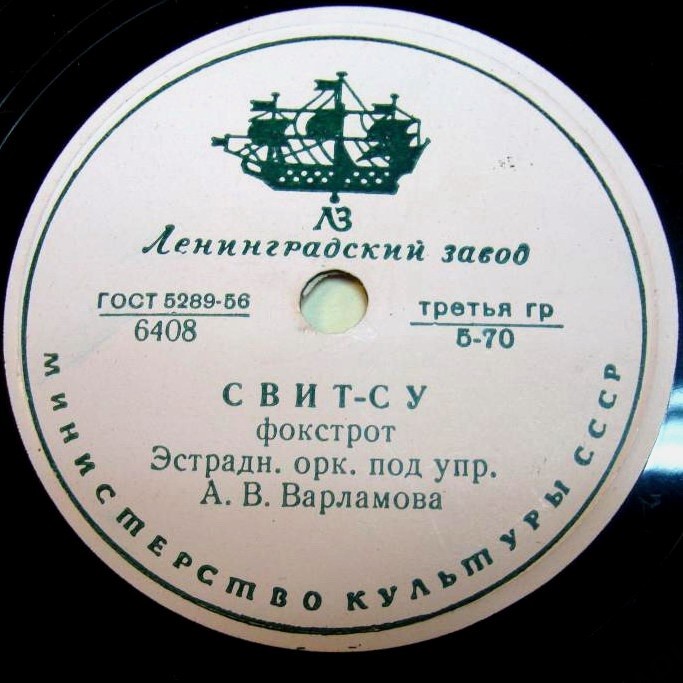 ЛЗ
Ленинградский завод
ГОСТ 5289-56
6408
третья гр
5-70
СВИТ-СУ
фокстрот
Эстрадн. орк. под упр.
А. В. Варламова
МИНИСТЕРСТВО КУЛЬТУРЫ СССР